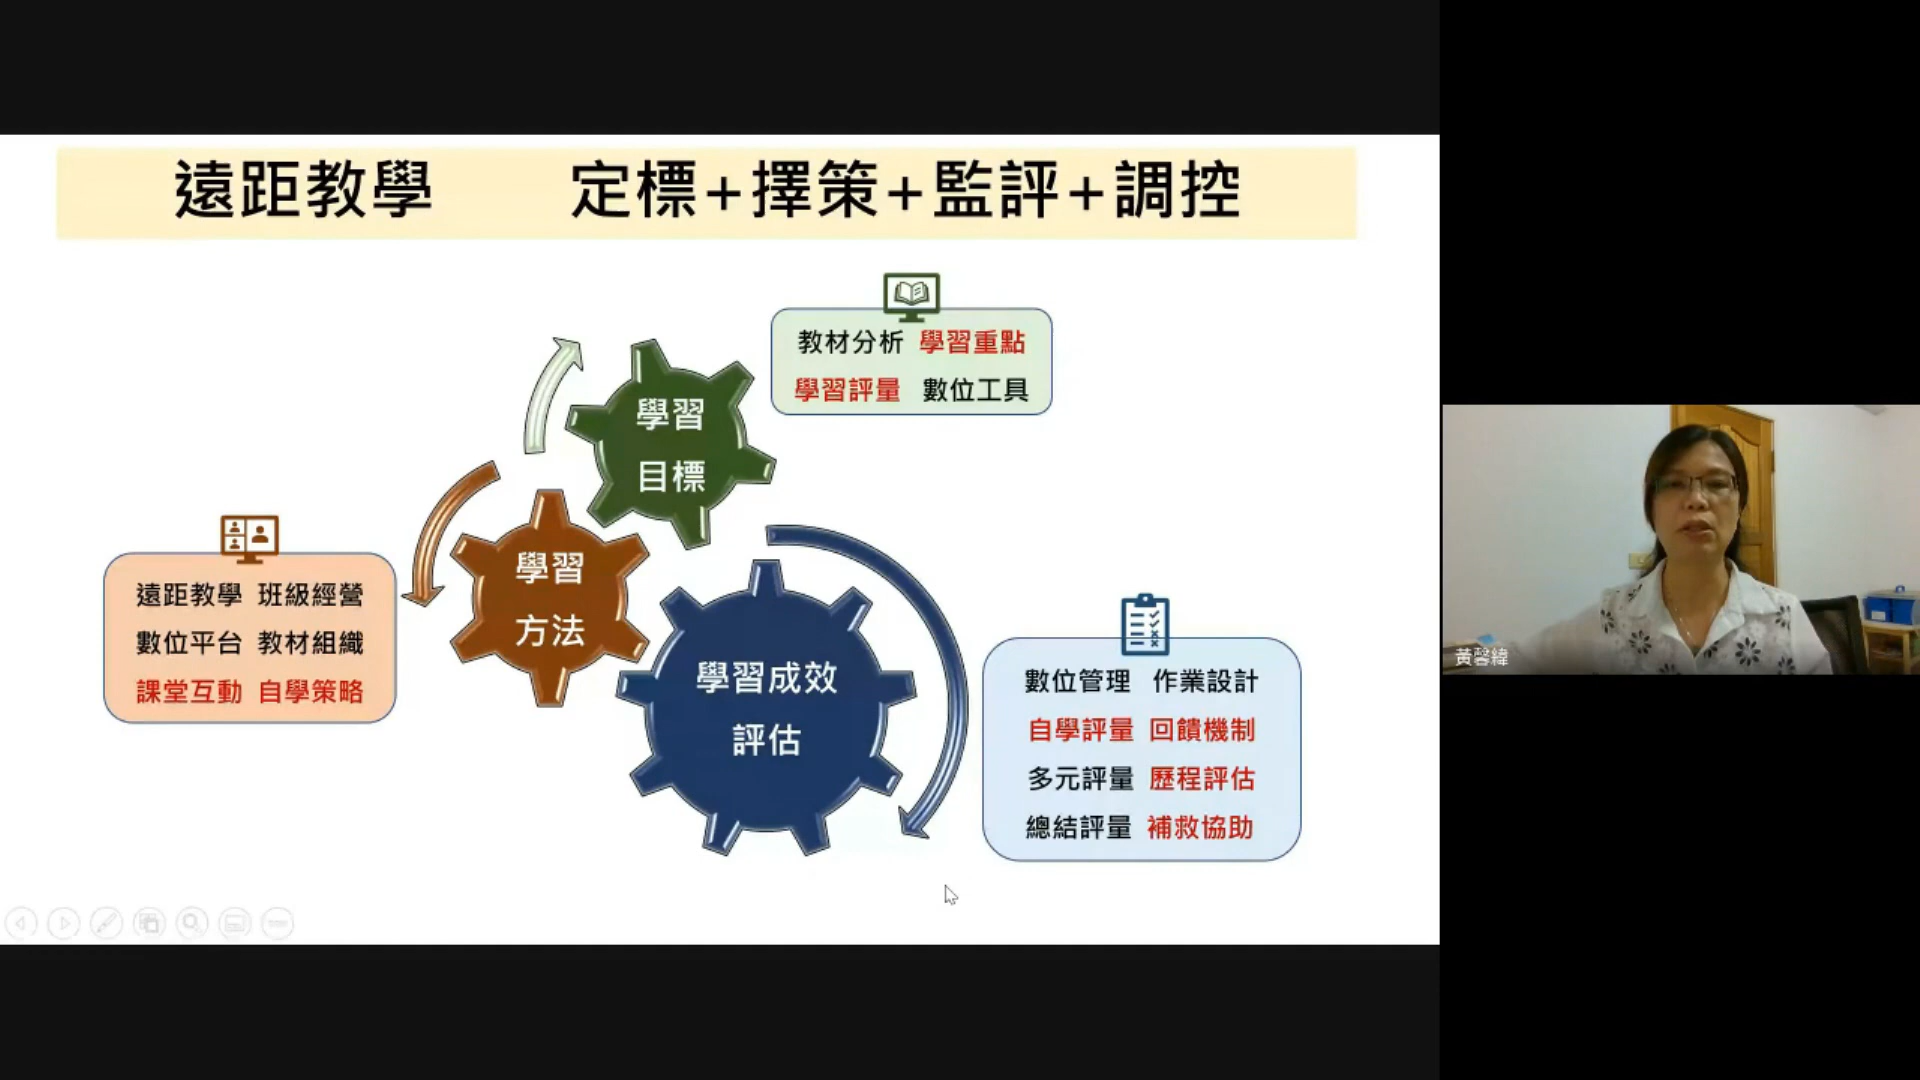 遠距教學 定標+擇策+監評+調控
教材分析 學習重點
學習評量 數位工具
學習
目標
學習
方法
遠距教學 班級經營
數位平台 教材組織
課堂互動 自學策略
學習成效
評估
數位管理 作業設計
自學評量 回饋機制
多元評量 歷程評估
總結評量 補救協助
黃馨緯